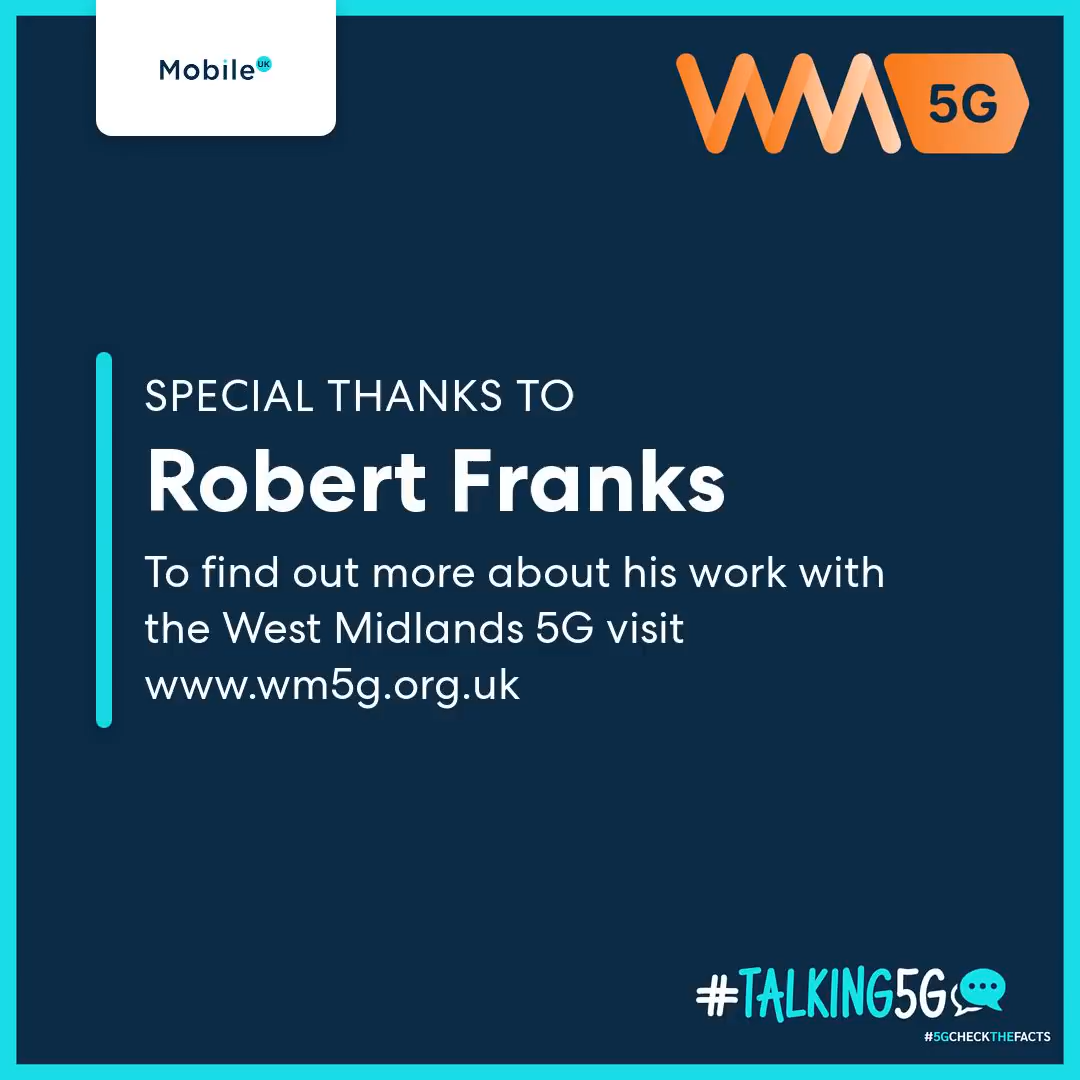 Mobile UK
WM 5G
SPECIAL THANKS TO
Robert Franks
To find out more about his work with
the West Midlands 5G visit
www.wm5g.org.uk
#TALKING5G
#5GCHECKTHEFACTS